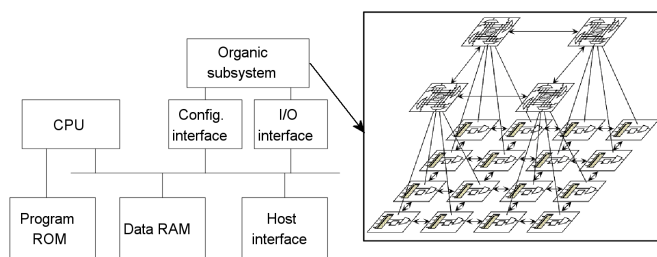 Organic
subsystem
CPU
Config.
interface
I/O
interface
Program
ROM
Data RAM
Host
interface